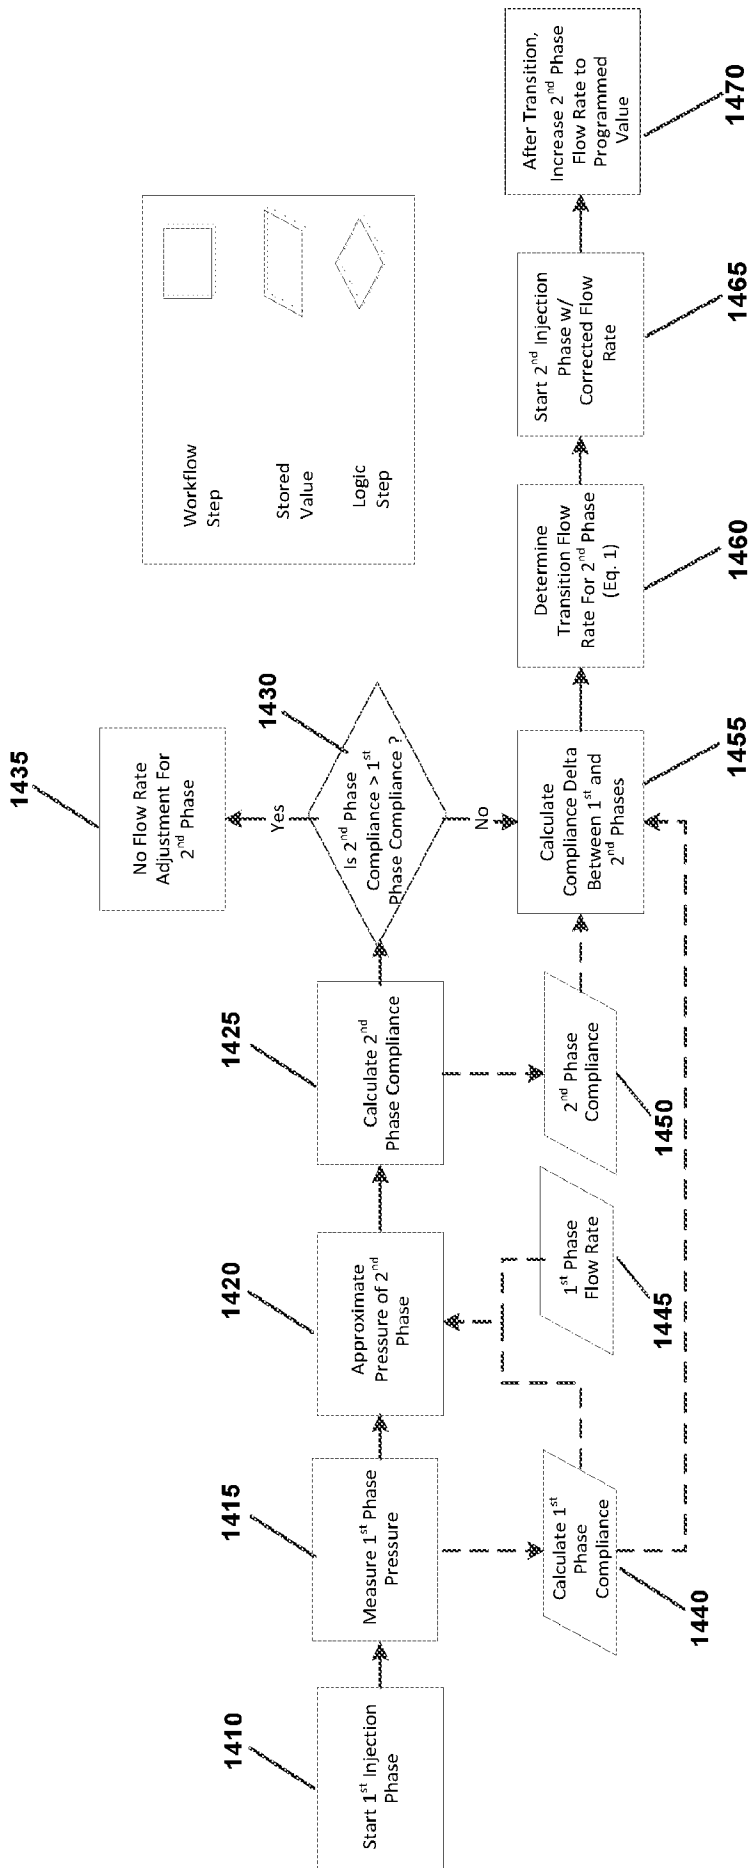 1410
Start 1st Injection
Phase
1415
Measure 1st Phase
Pressure
1420
Approximate
Pressure of 2nd
Phase
1425
Calculate 2nd
Phase Compliance
1430
Is 2nd Phase
Compliance > 1st
Phase Compliance ?
Yes
No
1435
No Flow Rate
Adjustment For
2nd Phase
Calculate 1st
Phase
Compliance
1440
1st Phase
Flow Rate
1445
2nd Phase
Compliance
1450
Calculate
Compliance Delta
Between 1st and
2nd Phases
1455
Determine
Transition Flow
Rate For 2nd Phase
(Eq. 1)
1460
Start 2nd Injection
Phase w/
Corrected Flow
Rate
1465
After Transition,
Increase 2nd Phase
Flow Rate to
Programmed
Value
1470
Workflow
Step
Stored
Value
Logic
Step